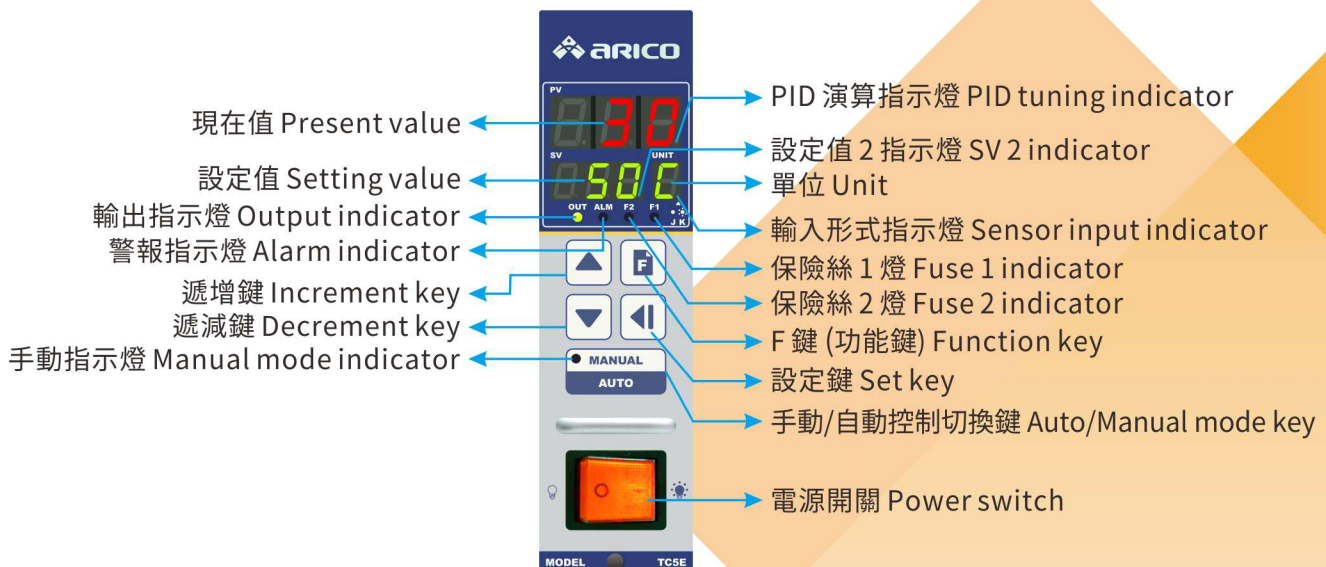 ARICO
PV
30
SV
UNIT
50C
OUT ALM F2 F1
J K
F
MANUAL
AUTO
MODEL TC5E
現在值 Present value
設定值 Setting value
輸出指示燈 Output indicator
警報指示燈 Alarm indicator
遞增鍵 Increment key
遞減鍵 Decrement key
手動指示燈 Manual mode indicator
PID 演算指示燈 PID tuning indicator
設定值 2 指示燈 SV 2 indicator
單位 Unit
輸入形式指示燈 Sensor input indicator
保險絲 1 燈 Fuse 1 indicator
保險絲 2 燈 Fuse 2 indicator
F 鍵 (功能鍵) Function key
設定鍵 Set key
手動/自動控制切換鍵 Auto/Manual mode key
電源開關 Power switch